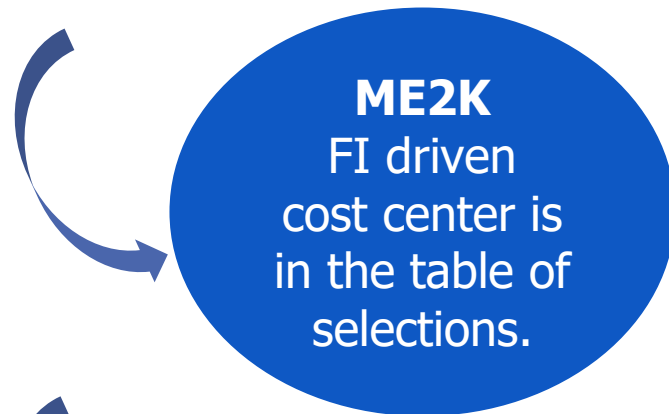 ME2K
FI driven
cost center is
in the table of
selections.